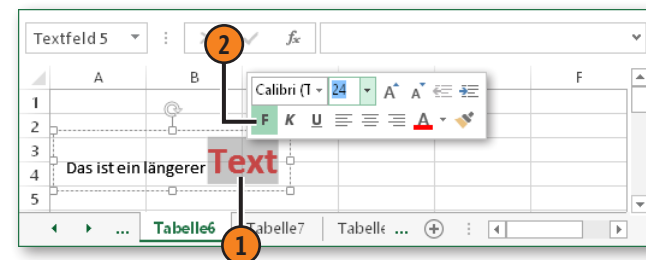 Textfeld 5 fx
2
Calibri (T 24 A A
A B F
F K U A
1
2
3
4
5
Das ist ein längerer Text
... Tabelle6 Tabelle7 Tabelle ...
1